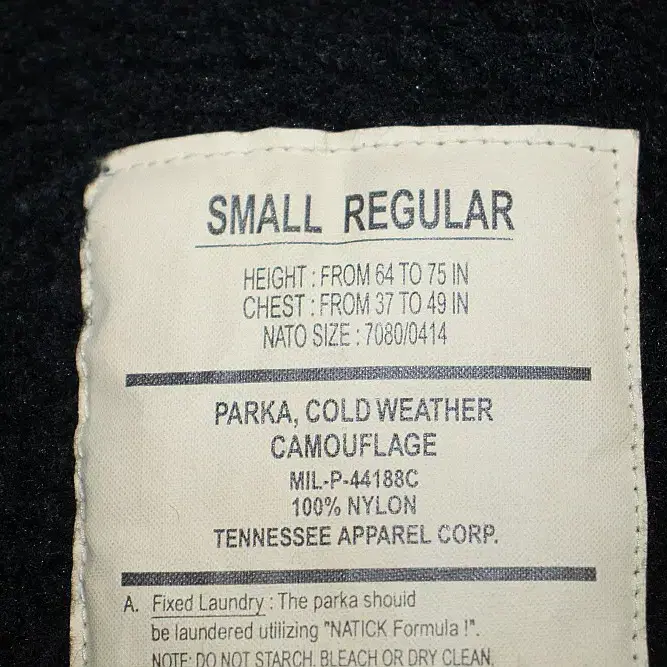 SMALL REGULAR
HEIGHT : FROM 64 TO 75 IN
CHEST : FROM 37 TO 49 IN
NATO SIZE : 7080/0414
PARKA, COLD WEATHER
CAMOUFLAGE
MIL-P-44188C
100% NYLON
TENNESSEE APPAREL CORP.
A. Fixed Laundry : The parka should
be laundered utilizing "NATICK Formula !".
NOTE: DO NOT STARCH, BLEACH OR DRY CLEAN.